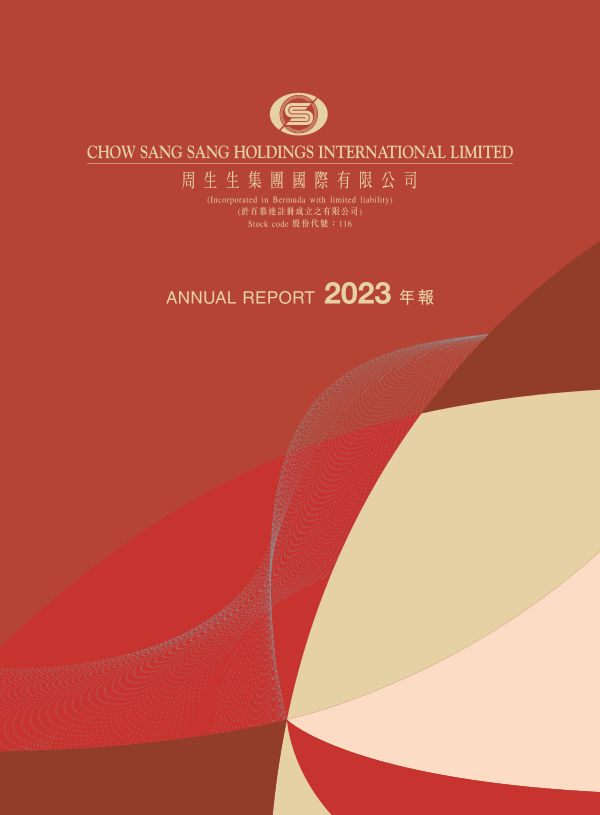 CHOW SANG SANG HOLDINGS INTERNATIONAL LIMITED
周生生集團國際有限公司
(Incorporated in Bermuda with limited liability)
(於百慕達註冊成立之有限公司)
Stock code 股份代號：116
ANNUAL REPORT 2023 年報